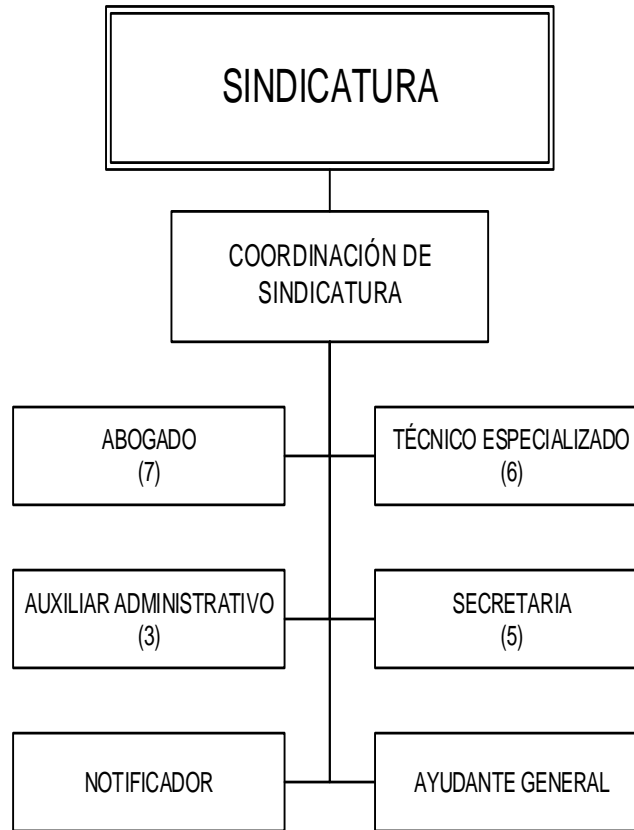 SINDICATURA
COORDINACIÓN DE
SINDICATURA
ABOGADO
(7)
TÉCNICO ESPECIALIZADO
(6)
AUXILIAR ADMINISTRATIVO
(3)
SECRETARIA
(5)
NOTIFICADOR
AYUDANTE GENERAL